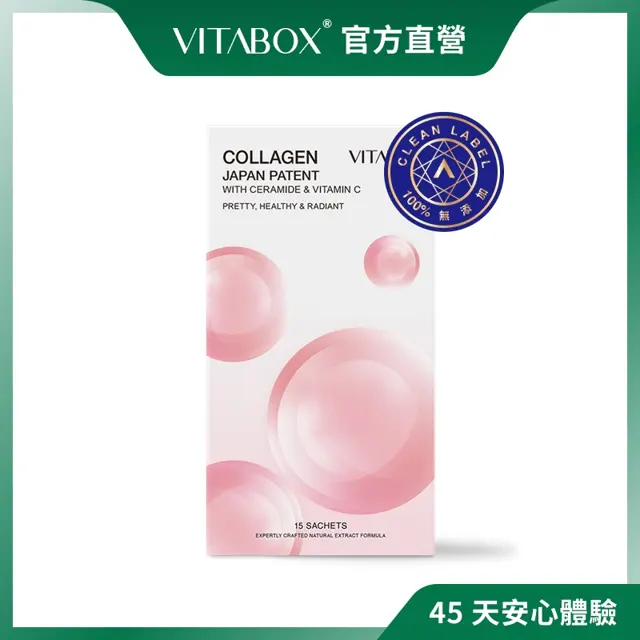 VITABOX® 官方直營
COLLAGEN
JAPAN PATENT
WITH CERAMIDE & VITAMIN C
PRETTY, HEALTHY & RADIANT
VITA
CLEAN LABEL
100% 無添加
15 SACHETS
EXPERTLY CRAFTED NATURAL EXTRACT FORMULA
45 天安心體驗